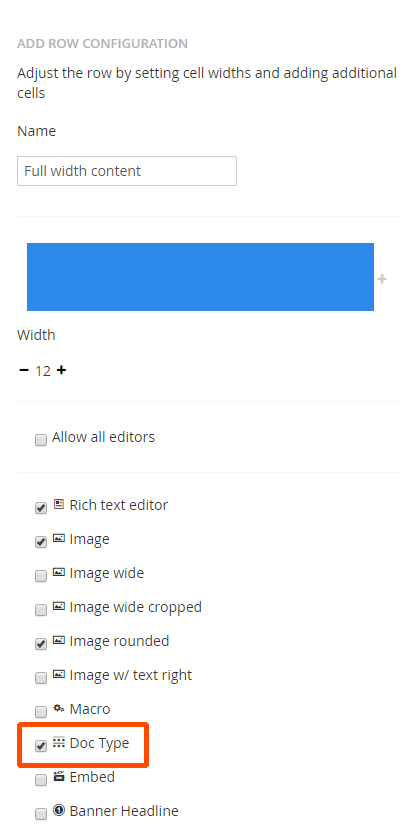 ADD ROW CONFIGURATION
Adjust the row by setting cell widths and adding additional
cells
Name
Full width content
+
Width
− 12 +
Allow all editors
Rich text editor
Image
Image wide
Image wide cropped
Image rounded
Image w/ text right
Macro
Doc Type
Embed
Banner Headline